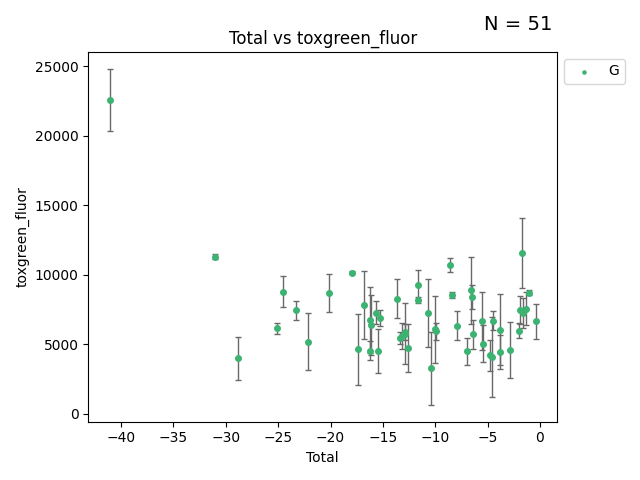 N = 51
Total vs toxgreen_fluor
G
25000
20000
15000
10000
5000
0
toxgreen_fluor
−40 −35 −30 −25 −20 −15 −10 −5 0
Total